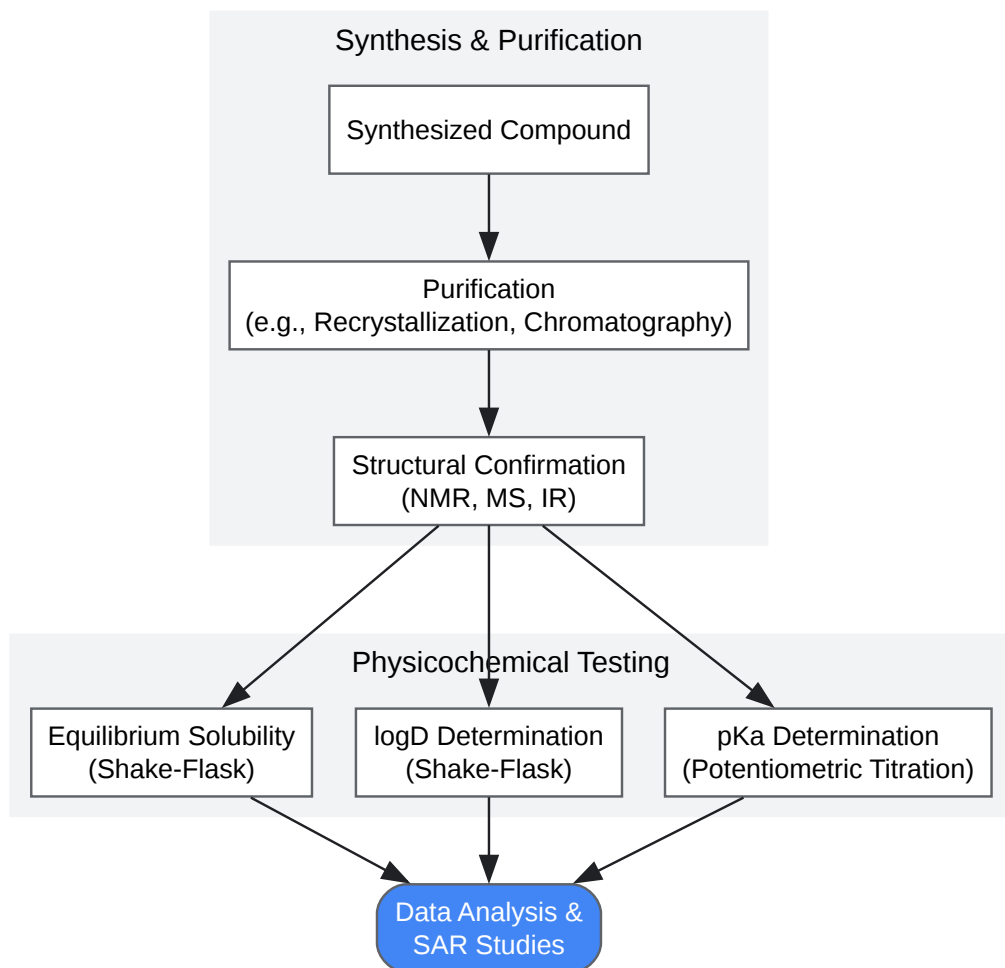 Synthesis & Purification
Synthesized Compound
Purification
(e.g., Recrystallization, Chromatography)
Structural Confirmation
(NMR, MS, IR)
Physicochemical Testing
Equilibrium Solubility
(Shake-Flask)
logD Determination
(Shake-Flask)
pKa Determination
(Potentiometric Titration)
Data Analysis &
SAR Studies